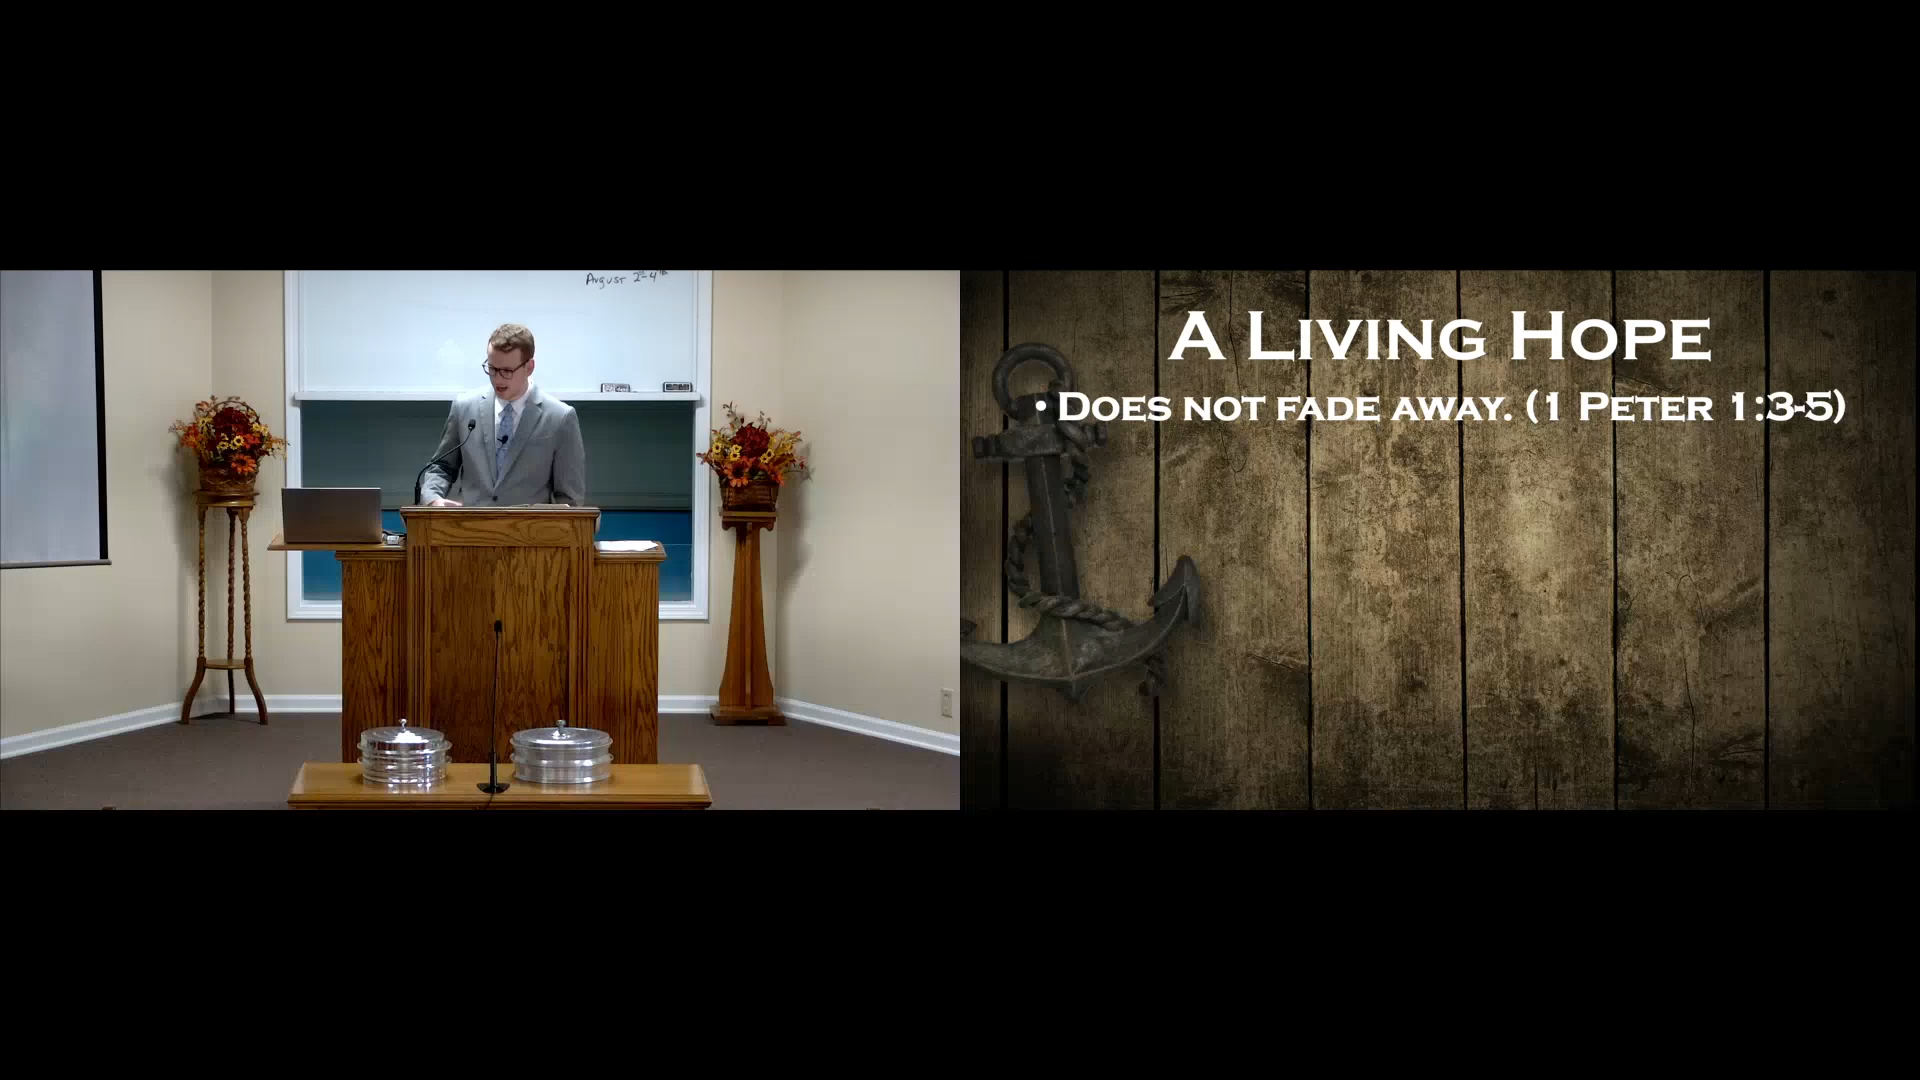 August 2nd-4th
A Living Hope
• Does not fade away. (1 Peter 1:3-5)